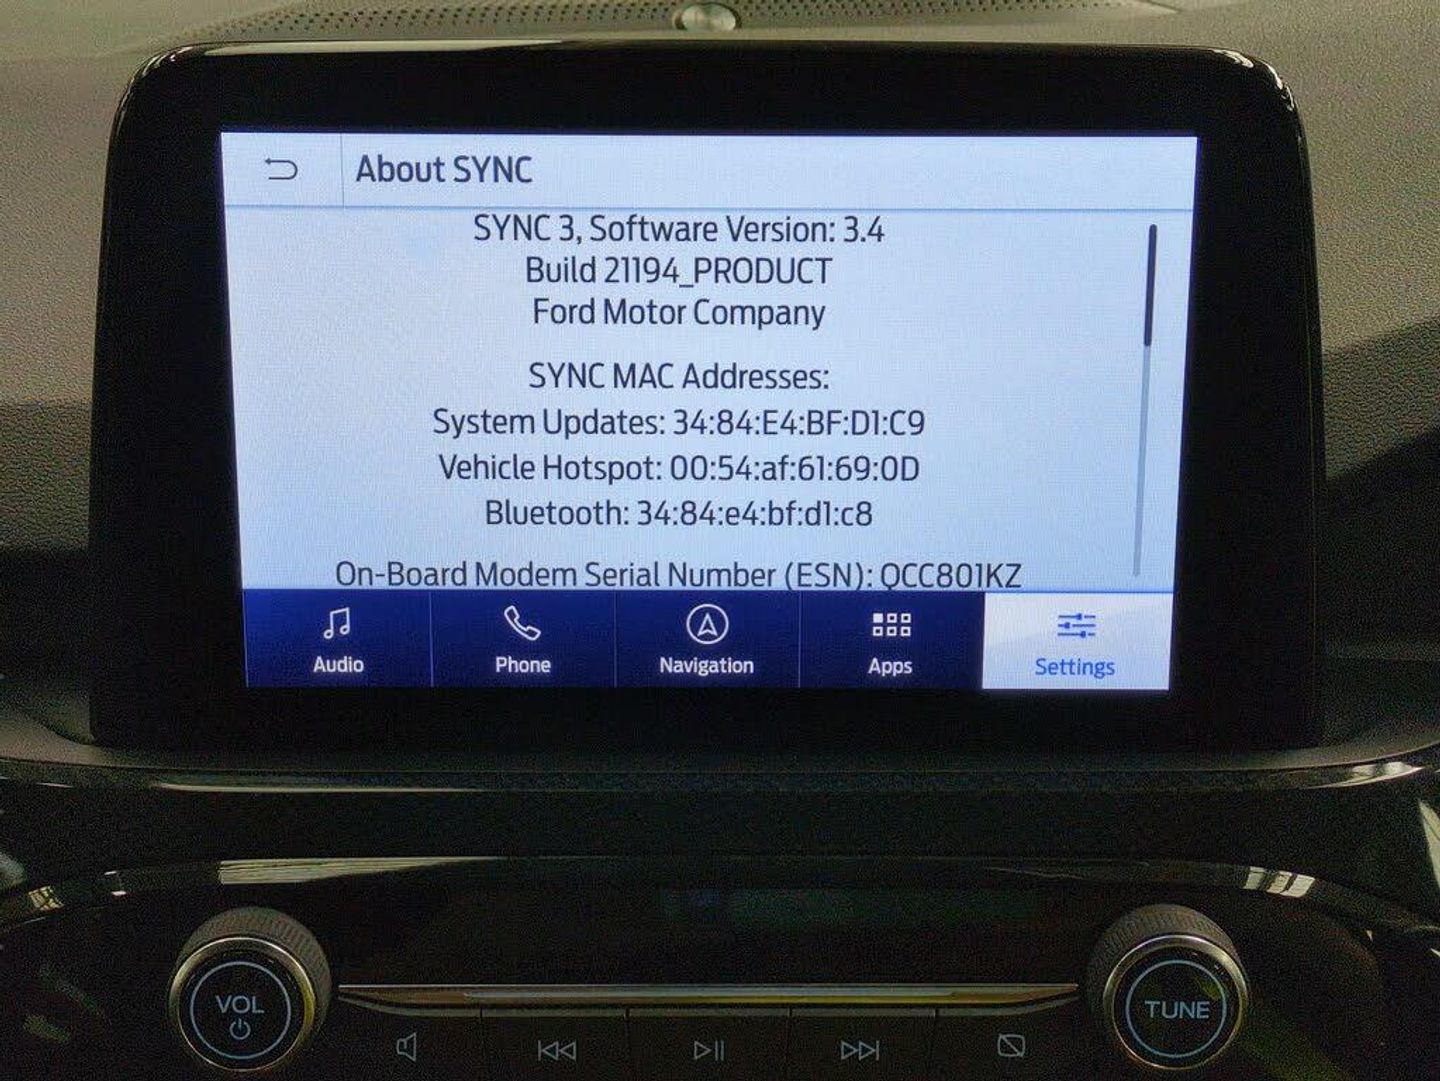 About SYNC
SYNC 3, Software Version: 3.4
Build 21194_PRODUCT
Ford Motor Company
SYNC MAC Addresses:
System Updates: 34:84:E4:BF:D1:C9
Vehicle Hotspot: 00:54:af:61:69:0D
Bluetooth: 34:84:e4:bf:d1:c8
On-Board Modem Serial Number (ESN): QCC801KZ
Audio
Phone
Navigation
Apps
Settings
VOL
TUNE